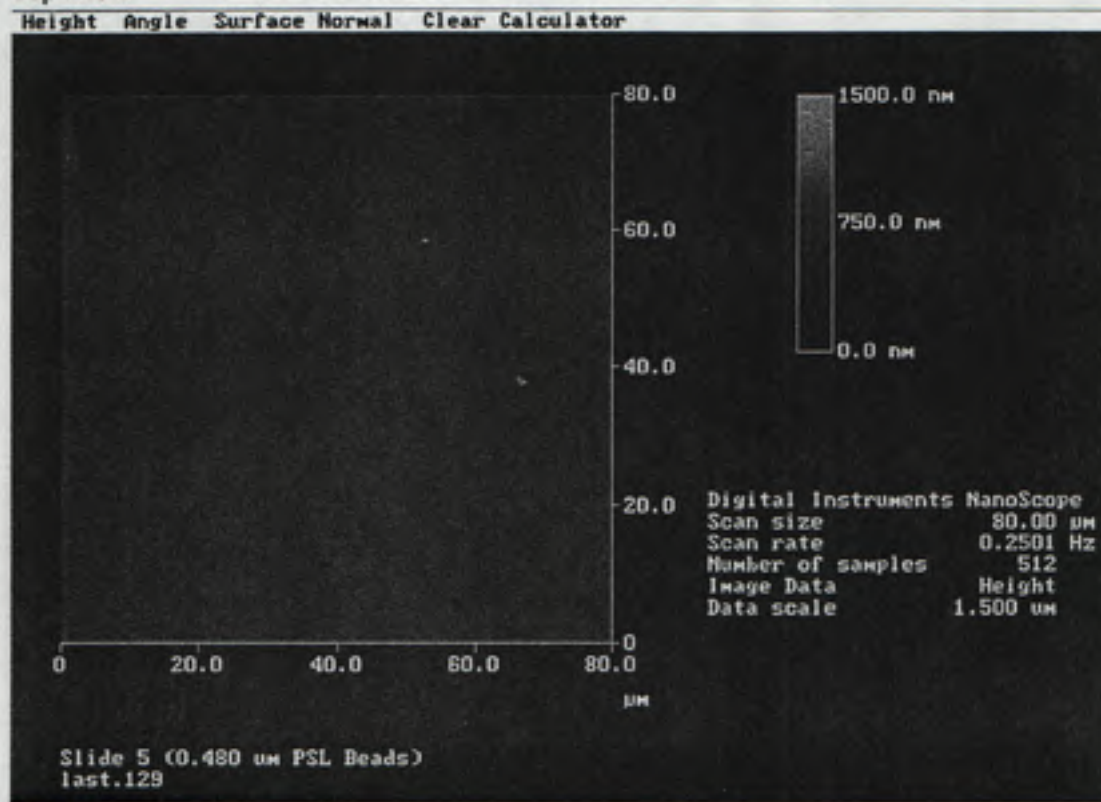 Height Angle Surface Normal Clear Calculator
80.0
60.0
40.0
20.0
0
0 20.0 40.0 60.0 80.0
μm
1500.0 nm
750.0 nm
0.0 nm
Digital Instruments NanoScope
Scan size 80.00 μm
Scan rate 0.2501 Hz
Number of samples 512
Image Data Height
Data scale 1.500 um
Slide 5 (0.480 um PSL Beads)
last.129